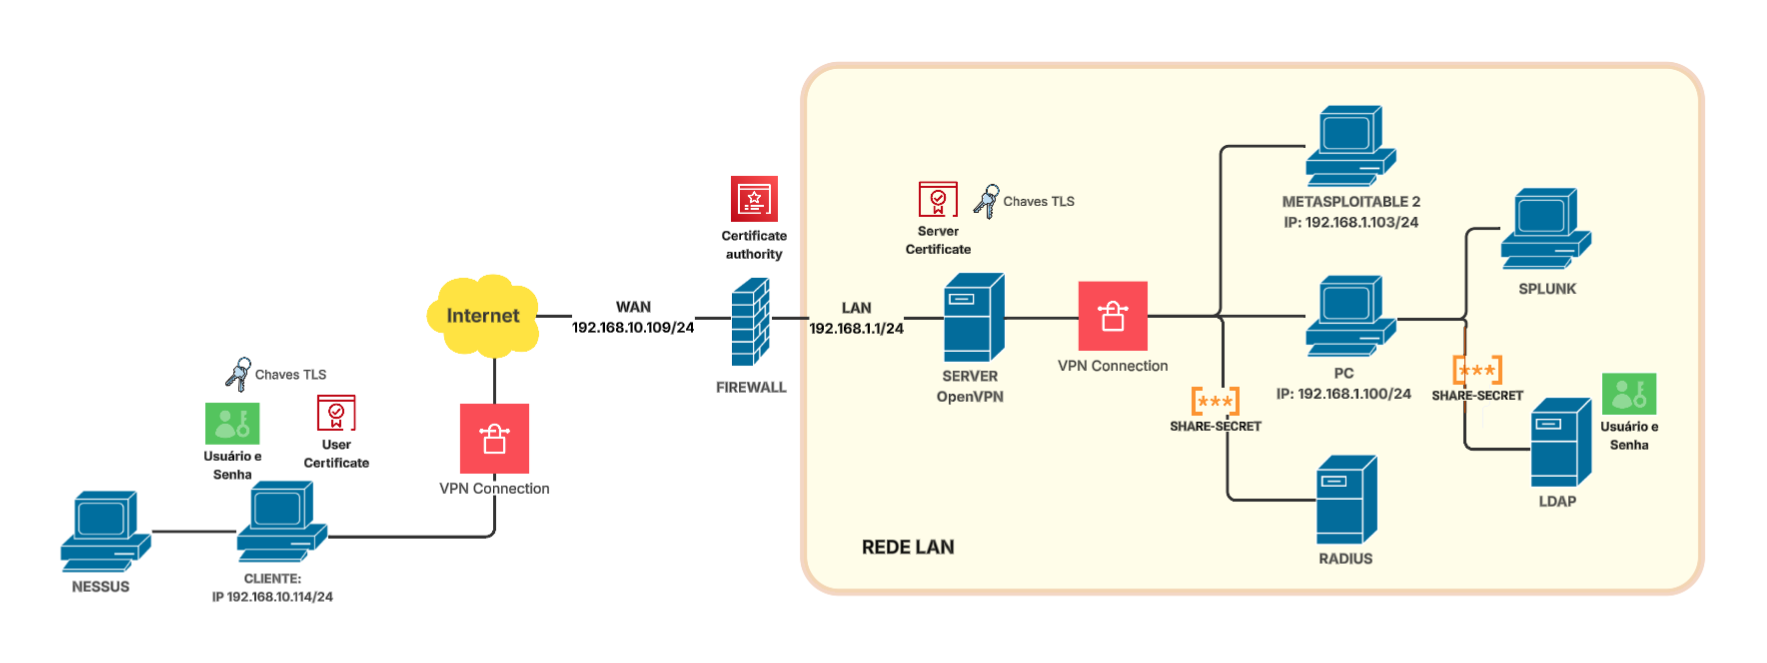 Certificate
authority
Server
Certificate
Chaves TLS
METASPLOITABLE 2
IP: 192.168.1.103/24
SPLUNK
Internet
WAN
192.168.10.109/24
FIREWALL
LAN
192.168.1.1/24
SERVER
OpenVPN
VPN Connection
PC
IP: 192.168.1.100/24
[***]
SHARE-SECRET
[***]
SHARE-SECRET
Usuário e
Senha
LDAP
RADIUS
REDE LAN
Chaves TLS
Usuário e
Senha
User
Certificate
VPN Connection
NESSUS
CLIENTE:
IP 192.168.10.114/24